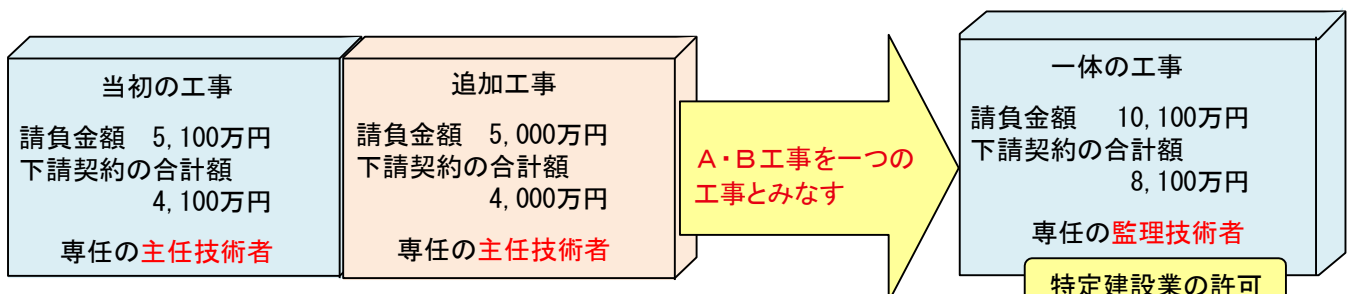 当初の工事
請負金額 5,100万円
下請契約の合計額
4,100万円
専任の主任技術者
追加工事
請負金額 5,000万円
下請契約の合計額
4,000万円
専任の主任技術者
A・B工事を一つの
工事とみなす
一体の工事
請負金額 10,100万円
下請契約の合計額
8,100万円
専任の監理技術者
特定建設業の許可